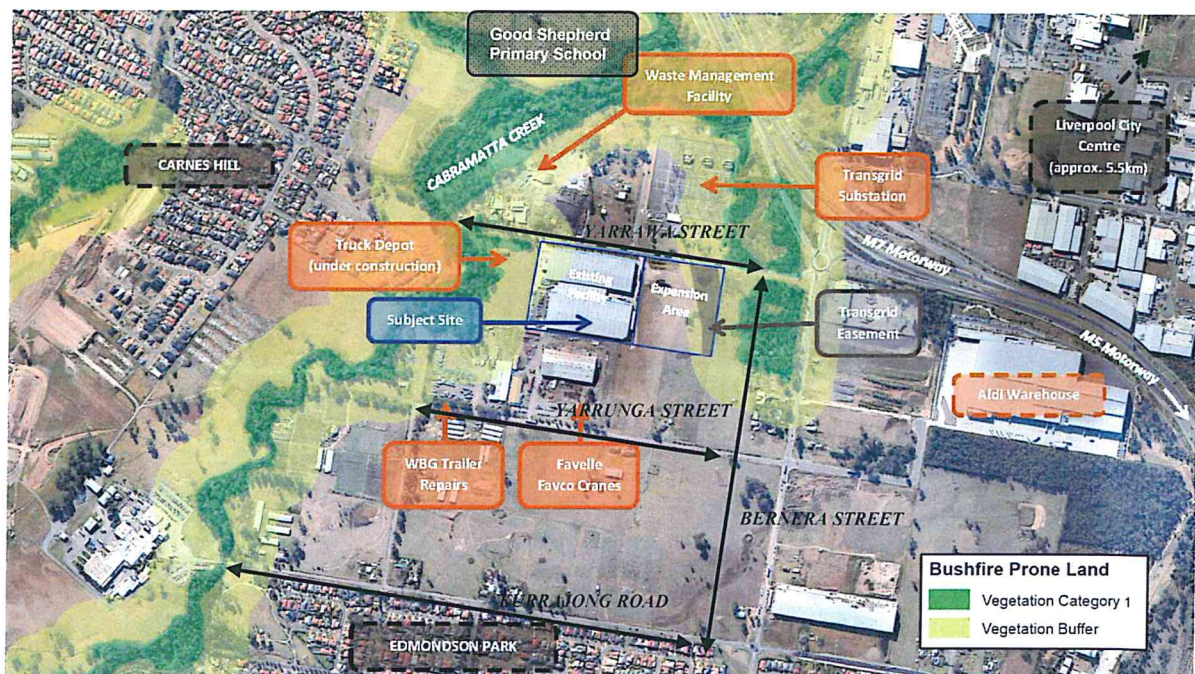 Good Shepherd
Primary School
Waste Management
Facility
CABRAMATTA CREEK
CARNES HILL
Liverpool City
Centre
(approx. 5.5km)
Transgrid
Substation
YARRAWA STREET
M7 Motorway
Truck Depot
(under construction)
Existing
Facility
Expansion
Area
Subject Site
Transgrid
Easement
M5 Motorway
Aldi Warehouse
YARRUNGA STREET
WBG Trailer
Repairs
Favelle
Favco Cranes
BERNERA STREET
KURRAJONG ROAD
EDMONDSON PARK
Bushfire Prone Land
Vegetation Category 1
Vegetation Buffer